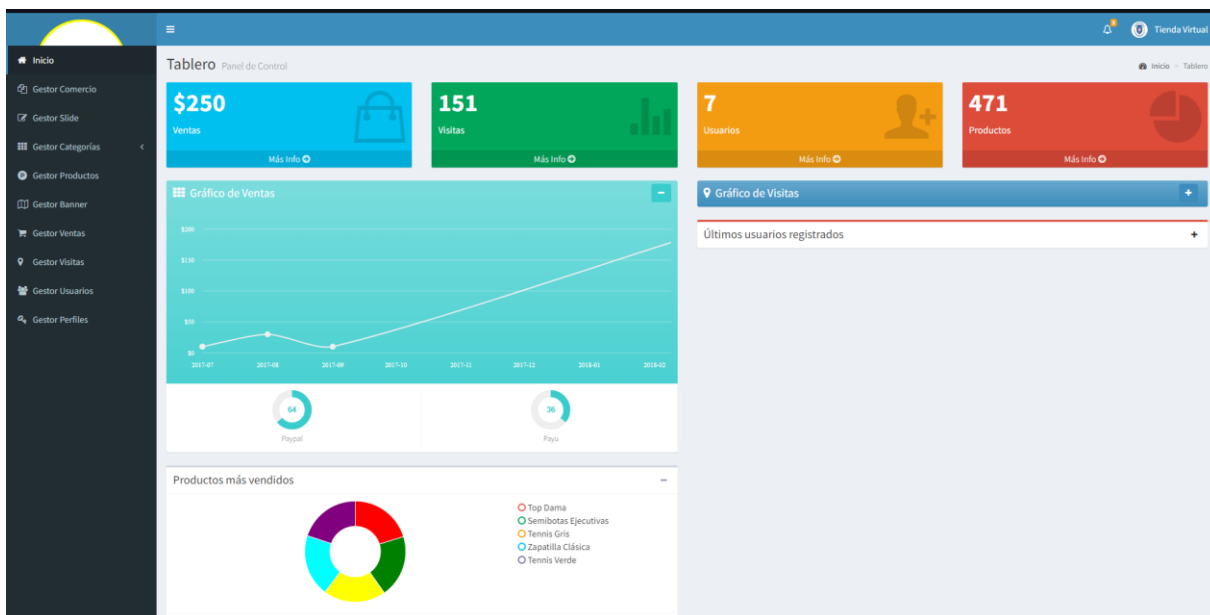 Tienda Virtual
Inicio
Gestor Comercio
Gestor Slide
Gestor Categorías
Gestor Productos
Gestor Banner
Gestor Ventas
Gestor Visitas
Gestor Usuarios
Gestor Perfiles
Tablero Panel de Control
Inicio > Tablero
$250
Ventas
Más Info
151
Visitas
Más Info
7
Usuarios
Más Info
471
Productos
Más Info
Gráfico de Ventas
$200
$150
$100
$50
$0
2017-07 2017-08 2017-09 2017-10 2017-11 2017-12 2018-01 2018-02
64
Paypal
36
Payu
Gráfico de Visitas
Últimos usuarios registrados
Productos más vendidos
Top Dama
Semibotas Ejecutivas
Tennis Gris
Zapatilla Clásica
Tennis Verde